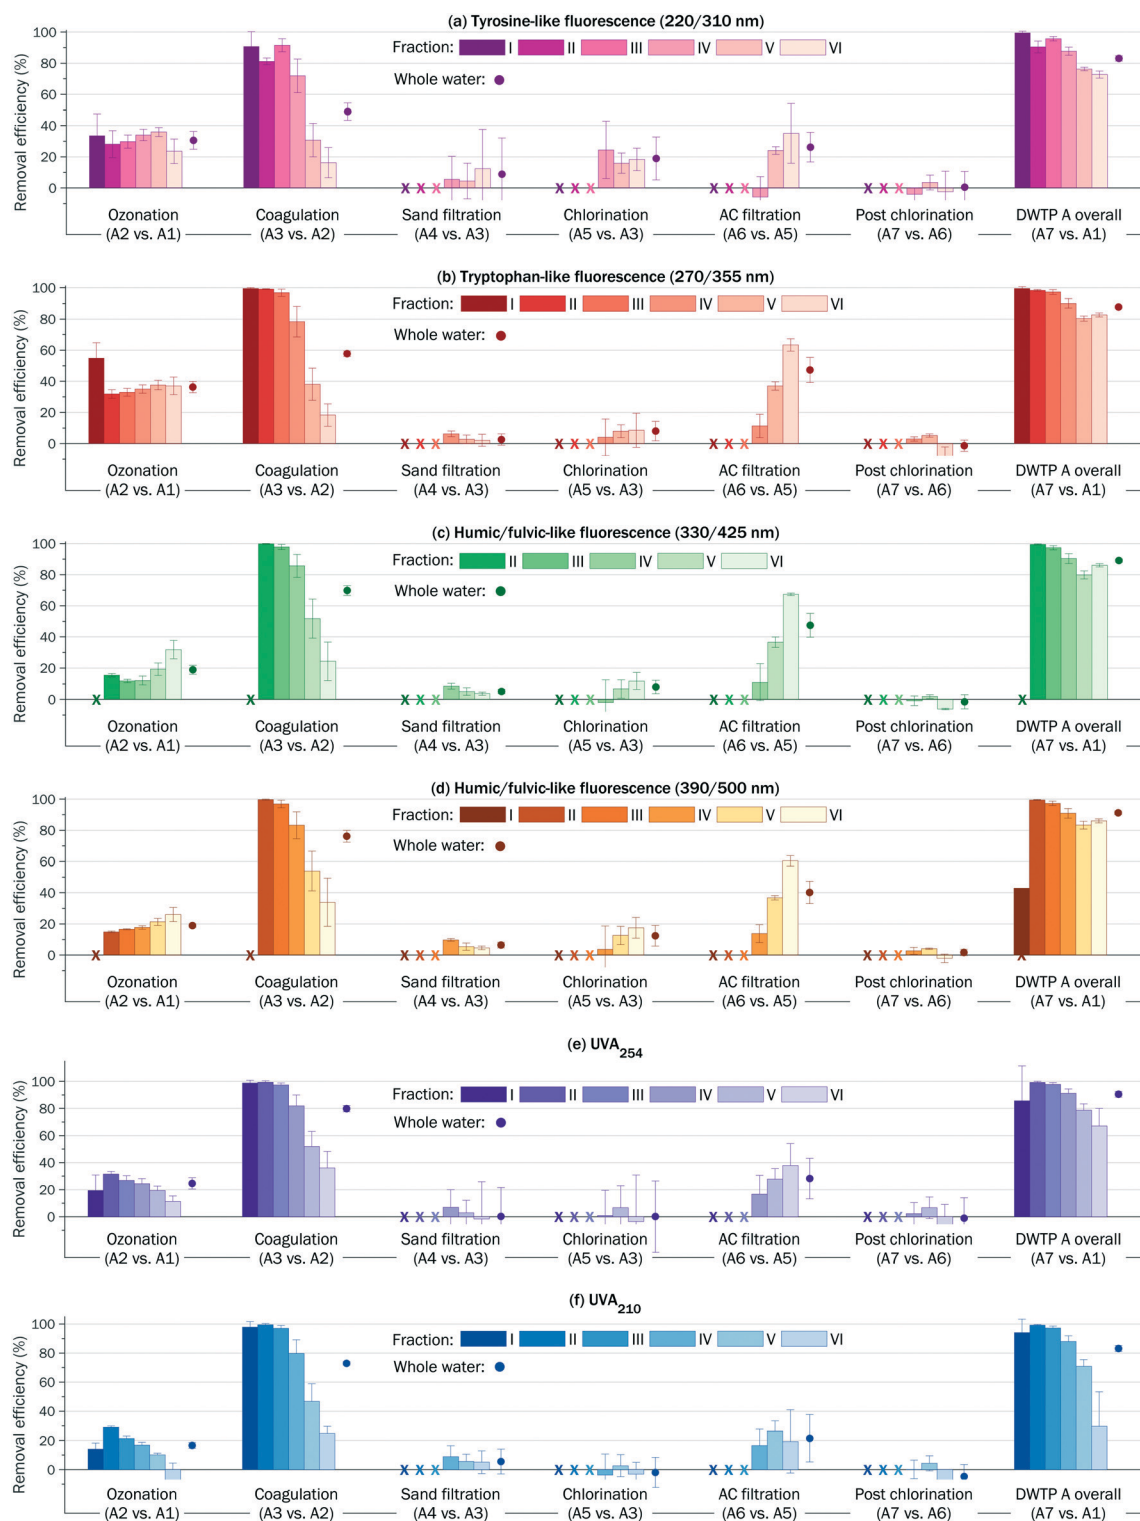 (a) Tyrosine-like fluorescence (220/310 nm)
Fraction: I II III IV V VI
Whole water:
Removal efficiency (%)
100
80
60
40
20
0
X X X X X X X X X X X X
Ozonation Coagulation Sand filtration Chlorination AC filtration Post chlorination DWTP A overall
(A2 vs. A1) (A3 vs. A2) (A4 vs. A3) (A5 vs. A3) (A6 vs. A5) (A7 vs. A6) (A7 vs. A1)
(b) Tryptophan-like fluorescence (270/355 nm)
Fraction: I II III IV V VI
Whole water:
Removal efficiency (%)
100
80
60
40
20
0
X X X X X X X X X X X X
Ozonation Coagulation Sand filtration Chlorination AC filtration Post chlorination DWTP A overall
(A2 vs. A1) (A3 vs. A2) (A4 vs. A3) (A5 vs. A3) (A6 vs. A5) (A7 vs. A6) (A7 vs. A1)
(c) Humic/fulvic-like fluorescence (330/425 nm)
Fraction: II III IV V VI
Whole water:
Removal efficiency (%)
100
80
60
40
20
0
X X X X X X X X X X X X X X X
Ozonation Coagulation Sand filtration Chlorination AC filtration Post chlorination DWTP A overall
(A2 vs. A1) (A3 vs. A2) (A4 vs. A3) (A5 vs. A3) (A6 vs. A5) (A7 vs. A6) (A7 vs. A1)
(d) Humic/fulvic-like fluorescence (390/500 nm)
Fraction: I II III IV V VI
Whole water:
Removal efficiency (%)
100
80
60
40
20
0
X X X X X X X X X X X X X X X
Ozonation Coagulation Sand filtration Chlorination AC filtration Post chlorination DWTP A overall
(A2 vs. A1) (A3 vs. A2) (A4 vs. A3) (A5 vs. A3) (A6 vs. A5) (A7 vs. A6) (A7 vs. A1)
(e) UVA254
Fraction: I II III IV V VI
Whole water:
Removal efficiency (%)
100
80
60
40
20
0
X X X X X X X X X X X X
Ozonation Coagulation Sand filtration Chlorination AC filtration Post chlorination DWTP A overall
(A2 vs. A1) (A3 vs. A2) (A4 vs. A3) (A5 vs. A3) (A6 vs. A5) (A7 vs. A6) (A7 vs. A1)
(f) UVA210
Fraction: I II III IV V VI
Whole water:
Removal efficiency (%)
100
80
60
40
20
0
X X X X X X X X X X X X
Ozonation Coagulation Sand filtration Chlorination AC filtration Post chlorination DWTP A overall
(A2 vs. A1) (A3 vs. A2) (A4 vs. A3) (A5 vs. A3) (A6 vs. A5) (A7 vs. A6) (A7 vs. A1)